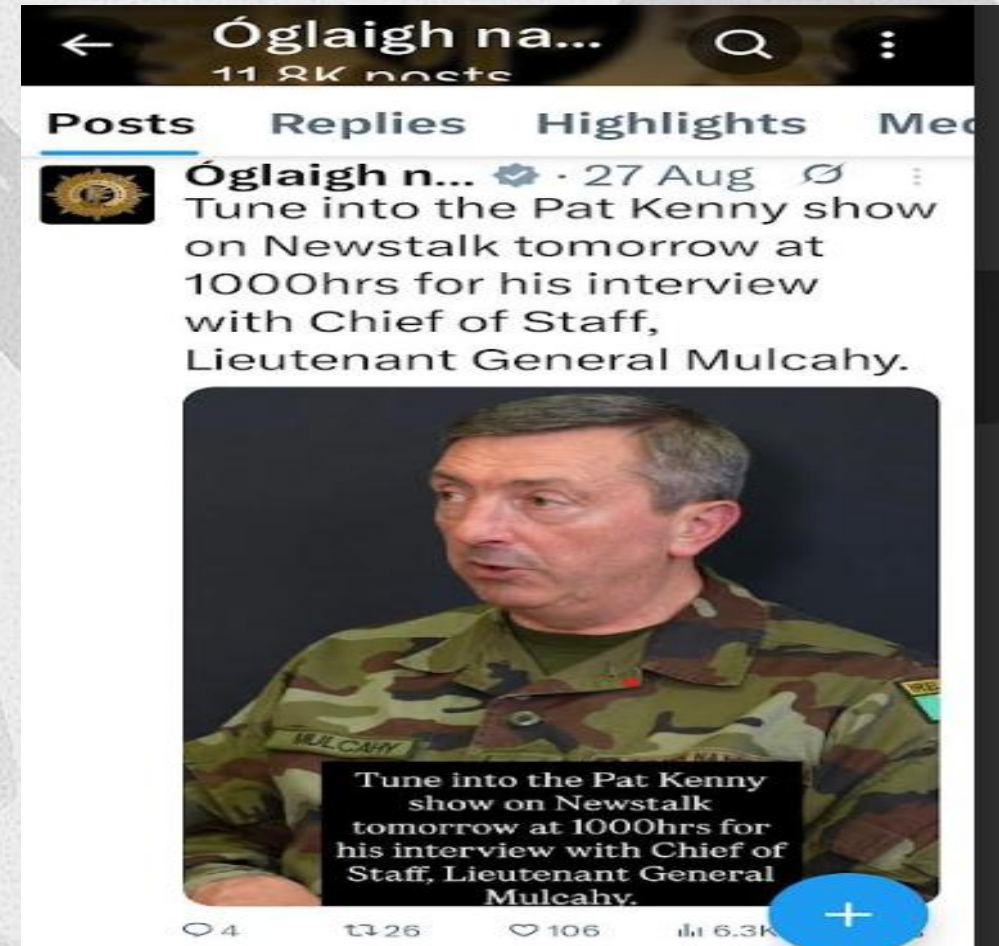 Óglaigh na...
11.8K posts
Posts Replies Highlights Med
Óglaigh n... · 27 Aug
Tune into the Pat Kenny show
on Newstalk tomorrow at
1000hrs for his interview
with Chief of Staff,
Lieutenant General Mulcahy.
IREL
MULCAHY
Tune into the Pat Kenny
show on Newstalk
tomorrow at 1000hrs for
his interview with Chief of
Staff, Lieutenant General
Mulcahy.
4 26 106 6.3K